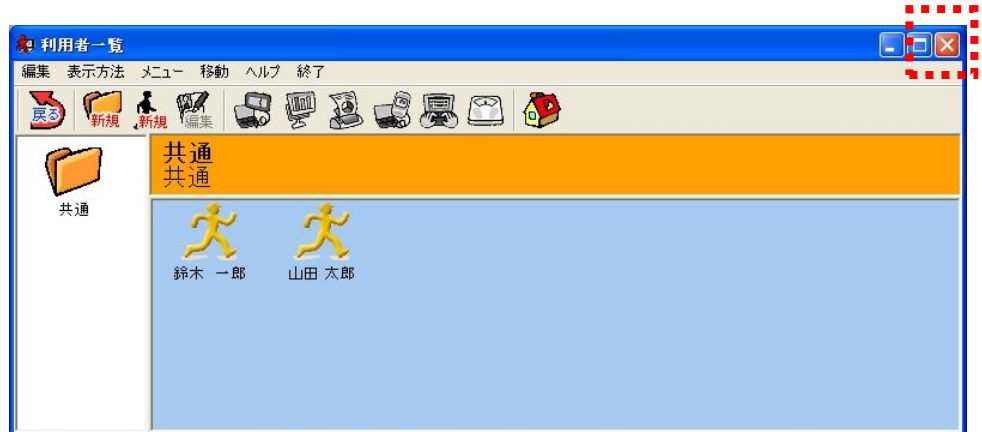 利用者一覧
編集 表示方法 メニュー 移動 ヘルプ 終了
戻る 新規 新規 編集
共通
共通
共通
鈴木 一郎 山田 太郎